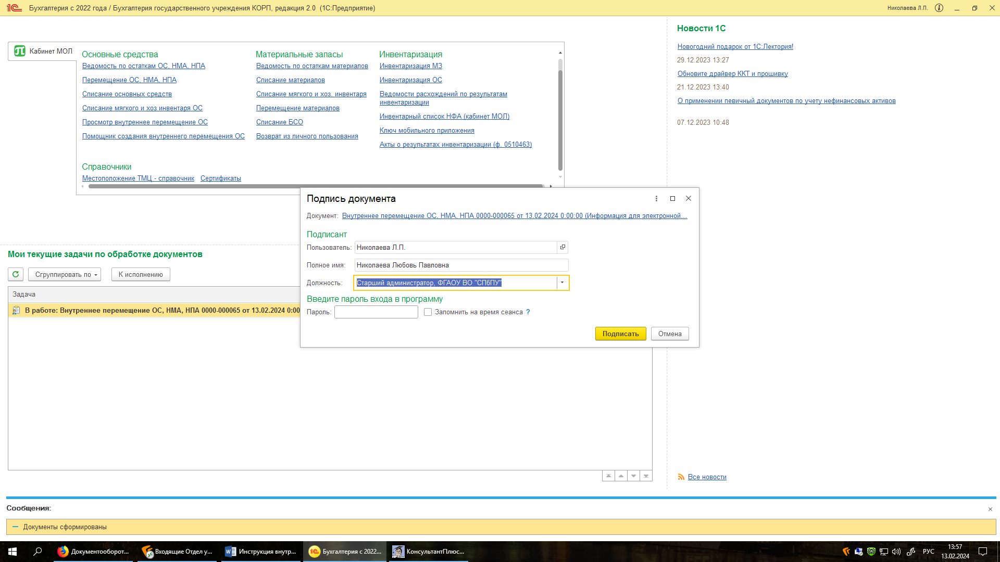 Бухгалтерия с 2022 года / Бухгалтерия государственного учреждения КОРП, редакция 2.0 (1С:Предприятие)
Николаева Л.П.
Кабинет МОЛ
Основные средства
Ведомость по остаткам ОС, НМА, НПА
Перемещение ОС, НМА, НПА
Списание основных средств
Списание мягкого и хоз инвентаря ОС
Просмотр внутреннее перемещение ОС
Помощник создания внутреннего перемещения ОС
Материальные запасы
Ведомость по остаткам материалов
Списание материалов
Списание мягкого и хоз. инвентаря
Перемещение материалов
Списание БСО
Возврат из личного пользования
Инвентаризация
Инвентаризация МЗ
Инвентаризация ОС
Ведомости расхождений по результатам
инвентаризации
Инвентарный список НФА (кабинет МОЛ)
Ключ мобильного приложения
Акты о результатах инвентаризации (ф. 0510463)
Справочники
Местоположение ТМЦ - справочник Сертификаты
Новости 1С
Новогодний подарок от 1С:Лектория!
29.12.2023 13:27
Обновите драйвер ККТ и прошивку
21.12.2023 13:40
О применении певичный документов по учету нефинансовых активов
07.12.2023 10:48
Все новости
Подпись документа
Документ: Внутреннее перемещение ОС, НМА, НПА 0000-000065 от 13.02.2024 0:00:00 (Информация для электронной...
Подписант
Пользователь: Николаева Л.П.
Полное имя: Николаева Любовь Павловна
Должность: Старший администратор, ФГАОУ ВО "СПбПУ"
Введите пароль входа в программу
Пароль: Запомнить на время сеанса ?
Подписать Отмена
Мои текущие задачи по обработке документов
Сгруппировать по К исполнению
Задача
В работе: Внутреннее перемещение ОС, НМА, НПА 0000-000065 от 13.02.2024 0:00
Сообщения:
Документы сформированы
Документооборот...
Входящие Отдел у...
Инструкция внутр...
Бухгалтерия с 2022...
КонсультантПлюс...
РУС
13:57
13.02.2024